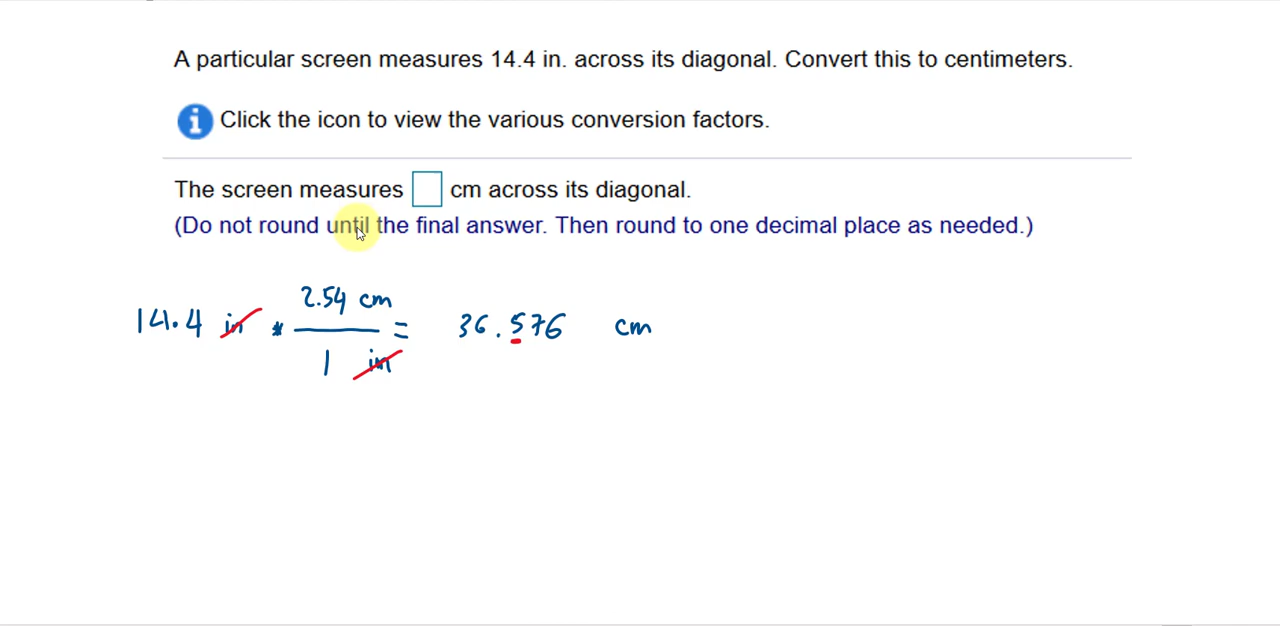 A particular screen measures 14.4 in. across its diagonal. Convert this to centimeters.
i Click the icon to view the various conversion factors.
The screen measures cm across its diagonal.
(Do not round until the final answer. Then round to one decimal place as needed.)
2.54 cm
14.4 in * = 36.576 cm
1 in